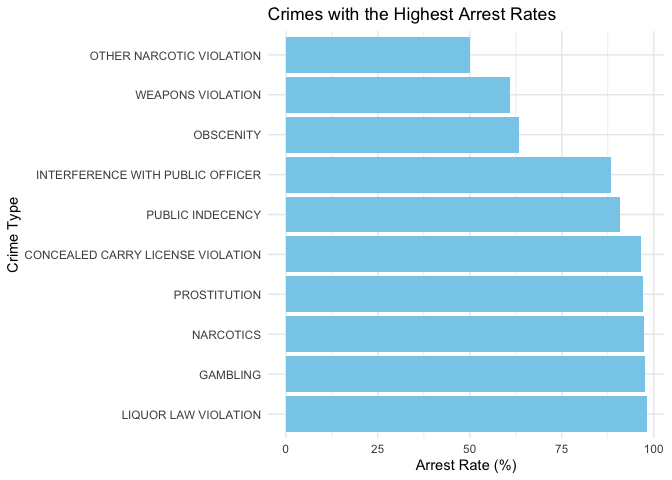 Crimes with the Highest Arrest Rates
OTHER NARCOTIC VIOLATION
WEAPONS VIOLATION
OBSCENITY
INTERFERENCE WITH PUBLIC OFFICER
PUBLIC INDECENCY
CONCEALED CARRY LICENSE VIOLATION
PROSTITUTION
NARCOTICS
GAMBLING
LIQUOR LAW VIOLATION
Crime Type
0 25 50 75 100
Arrest Rate (%)